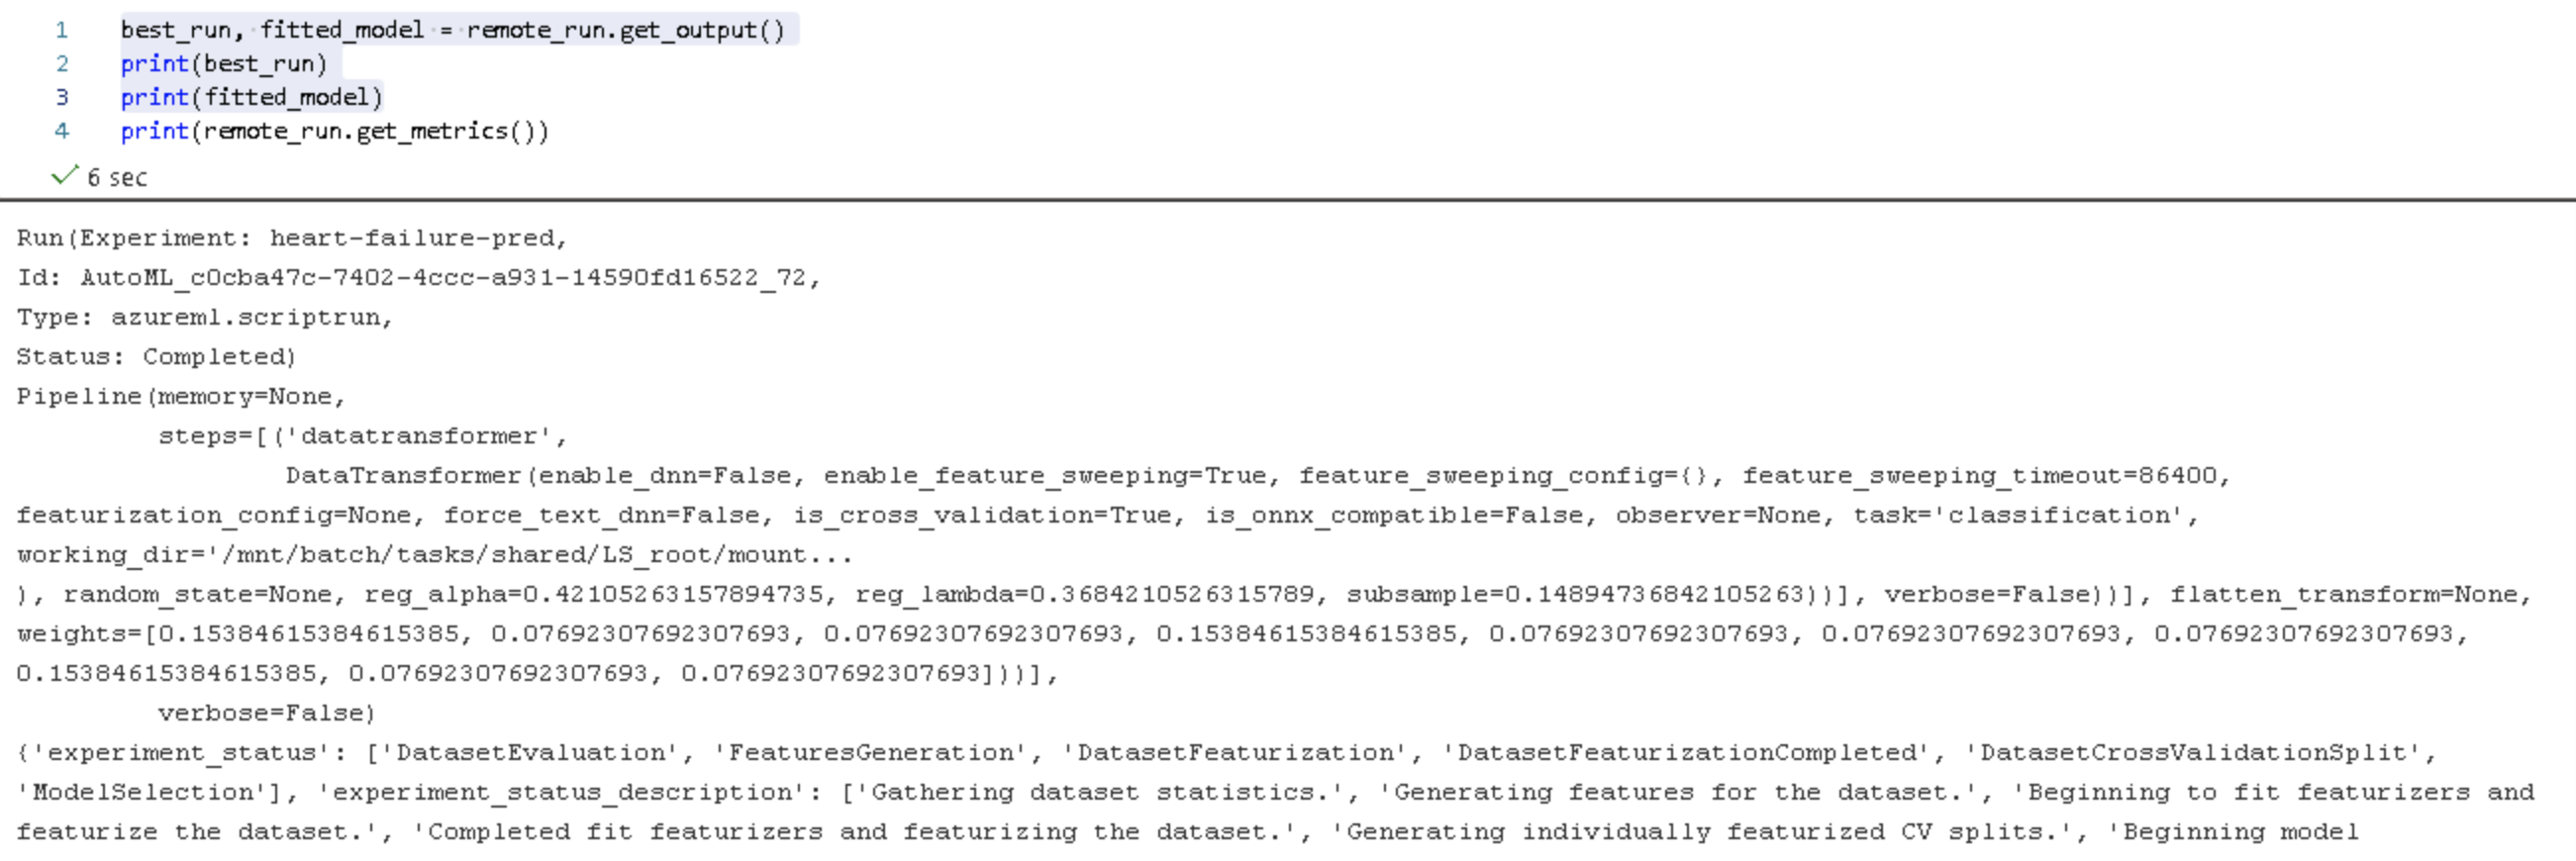 1 best_run, fitted_model = remote_run.get_output()
2 print(best_run)
3 print(fitted_model)
4 print(remote_run.get_metrics())
6 sec
Run(Experiment: heart-failure-pred,
Id: AutoML_c0cba47c-7402-4ccc-a931-14590fd16522_72,
Type: azureml.scriptrun,
Status: Completed)
Pipeline(memory=None,
steps=[('datatransformer',
DataTransformer(enable_dnn=False, enable_feature_sweeping=True, feature_sweeping_config={}, feature_sweeping_timeout=86400,
featurization_config=None, force_text_dnn=False, is_cross_validation=True, is_onnx_compatible=False, observer=None, task='classification',
working_dir='/mnt/batch/tasks/shared/LS_root/mount...
), random_state=None, reg_alpha=0.42105263157894735, reg_lambda=0.3684210526315789, subsample=0.14894736842105263))], verbose=False))], flatten_transform=None,
weights=[0.15384615384615385, 0.07692307692307693, 0.07692307692307693, 0.15384615384615385, 0.07692307692307693, 0.07692307692307693, 0.07692307692307693,
0.15384615384615385, 0.07692307692307693, 0.07692307692307693]))],
verbose=False)
{'experiment_status': ['DatasetEvaluation', 'FeaturesGeneration', 'DatasetFeaturization', 'DatasetFeaturizationCompleted', 'DatasetCrossValidationSplit',
'ModelSelection'], 'experiment_status_description': ['Gathering dataset statistics.', 'Generating features for the dataset.', 'Beginning to fit featurizers and
featurize the dataset.', 'Completed fit featurizers and featurizing the dataset.', 'Generating individually featurized CV splits.', 'Beginning model